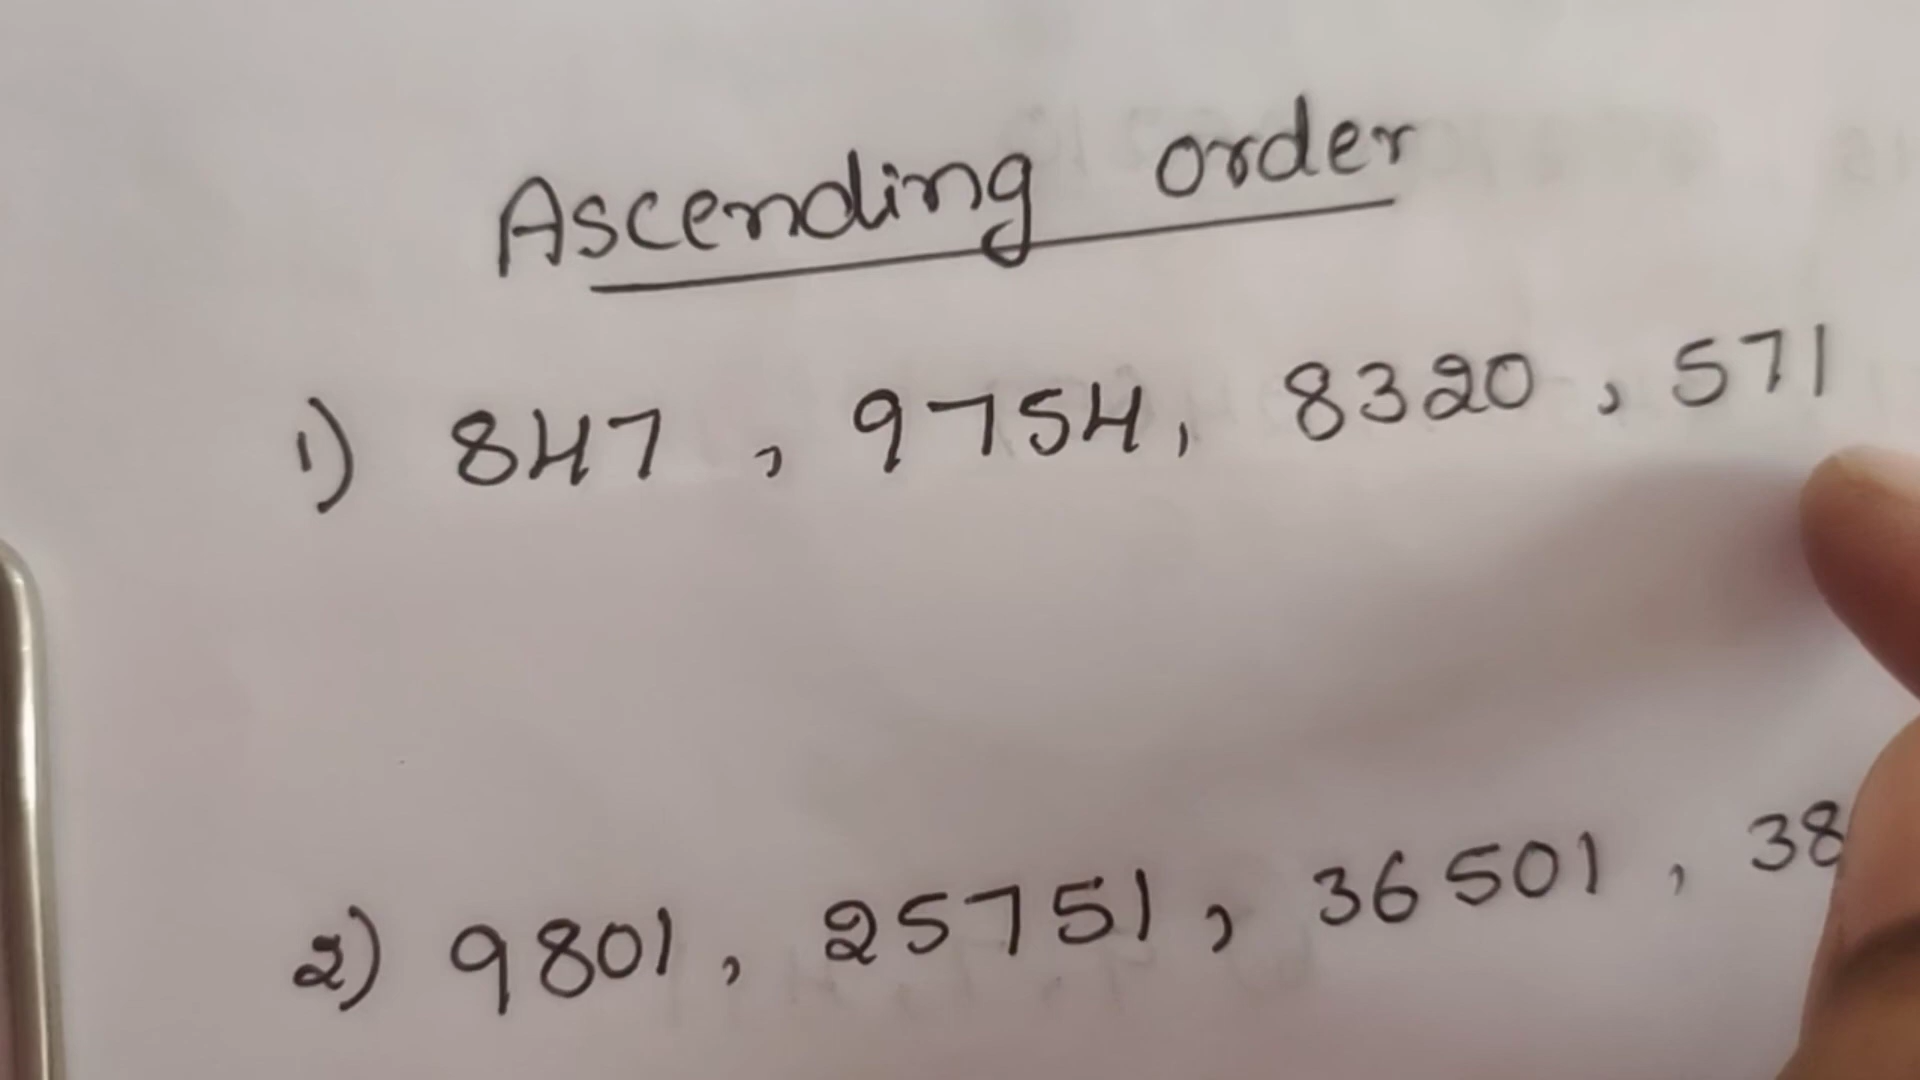 Ascending order
1) 847 , 9754, 8320 , 571
2) 9801, 25751, 36501 , 38